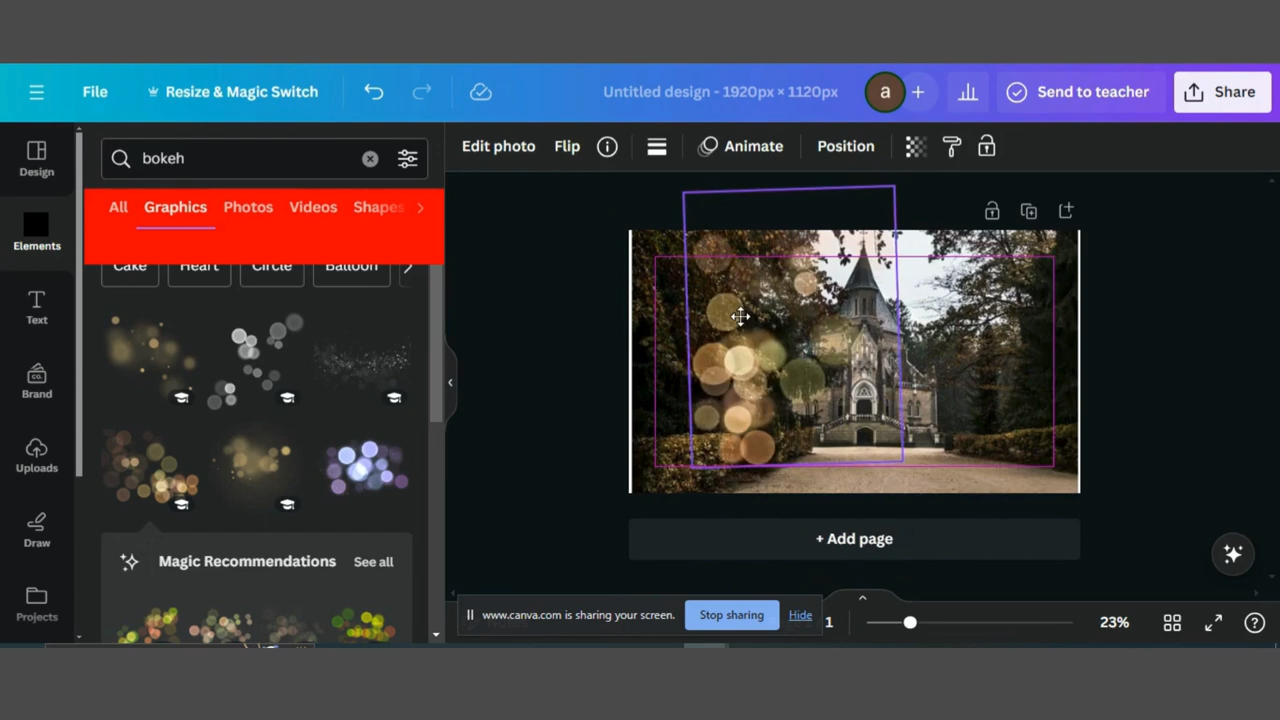 File
Resize & Magic Switch
Untitled design - 1920px × 1120px
a
Send to teacher
Share
Design
Elements
Text
Brand
Uploads
Draw
Projects
bokeh
All Graphics Photos Videos Shapes
Cake Heart Circle Balloon
Magic Recommendations See all
Edit photo Flip Animate Position
+ Add page
www.canva.com is sharing your screen. Stop sharing Hide
1
23%